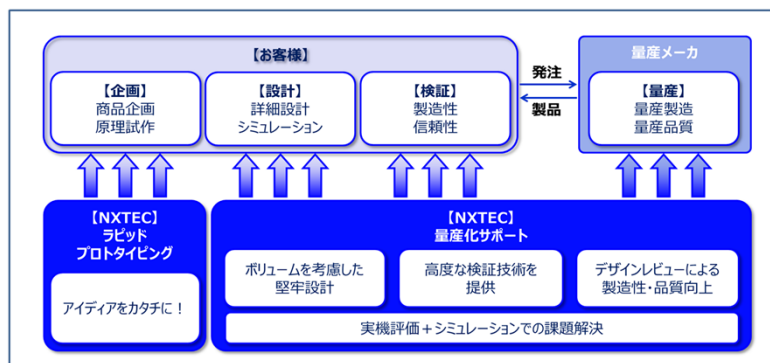 【お客様】
量産メーカ
【企画】
商品企画
原理試作
【設計】
詳細設計
シミュレーション
【検証】
製造性
信頼性
発注
製品
【量産】
量産製造
量産品質
【NXTEC】
ラピッド
プロトタイピング
アイディアをカタチに！
【NXTEC】
量産化サポート
ボリュームを考慮した
堅牢設計
高度な検証技術を
提供
デザインレビューによる
製造性・品質向上
実機評価＋シミュレーションでの課題解決